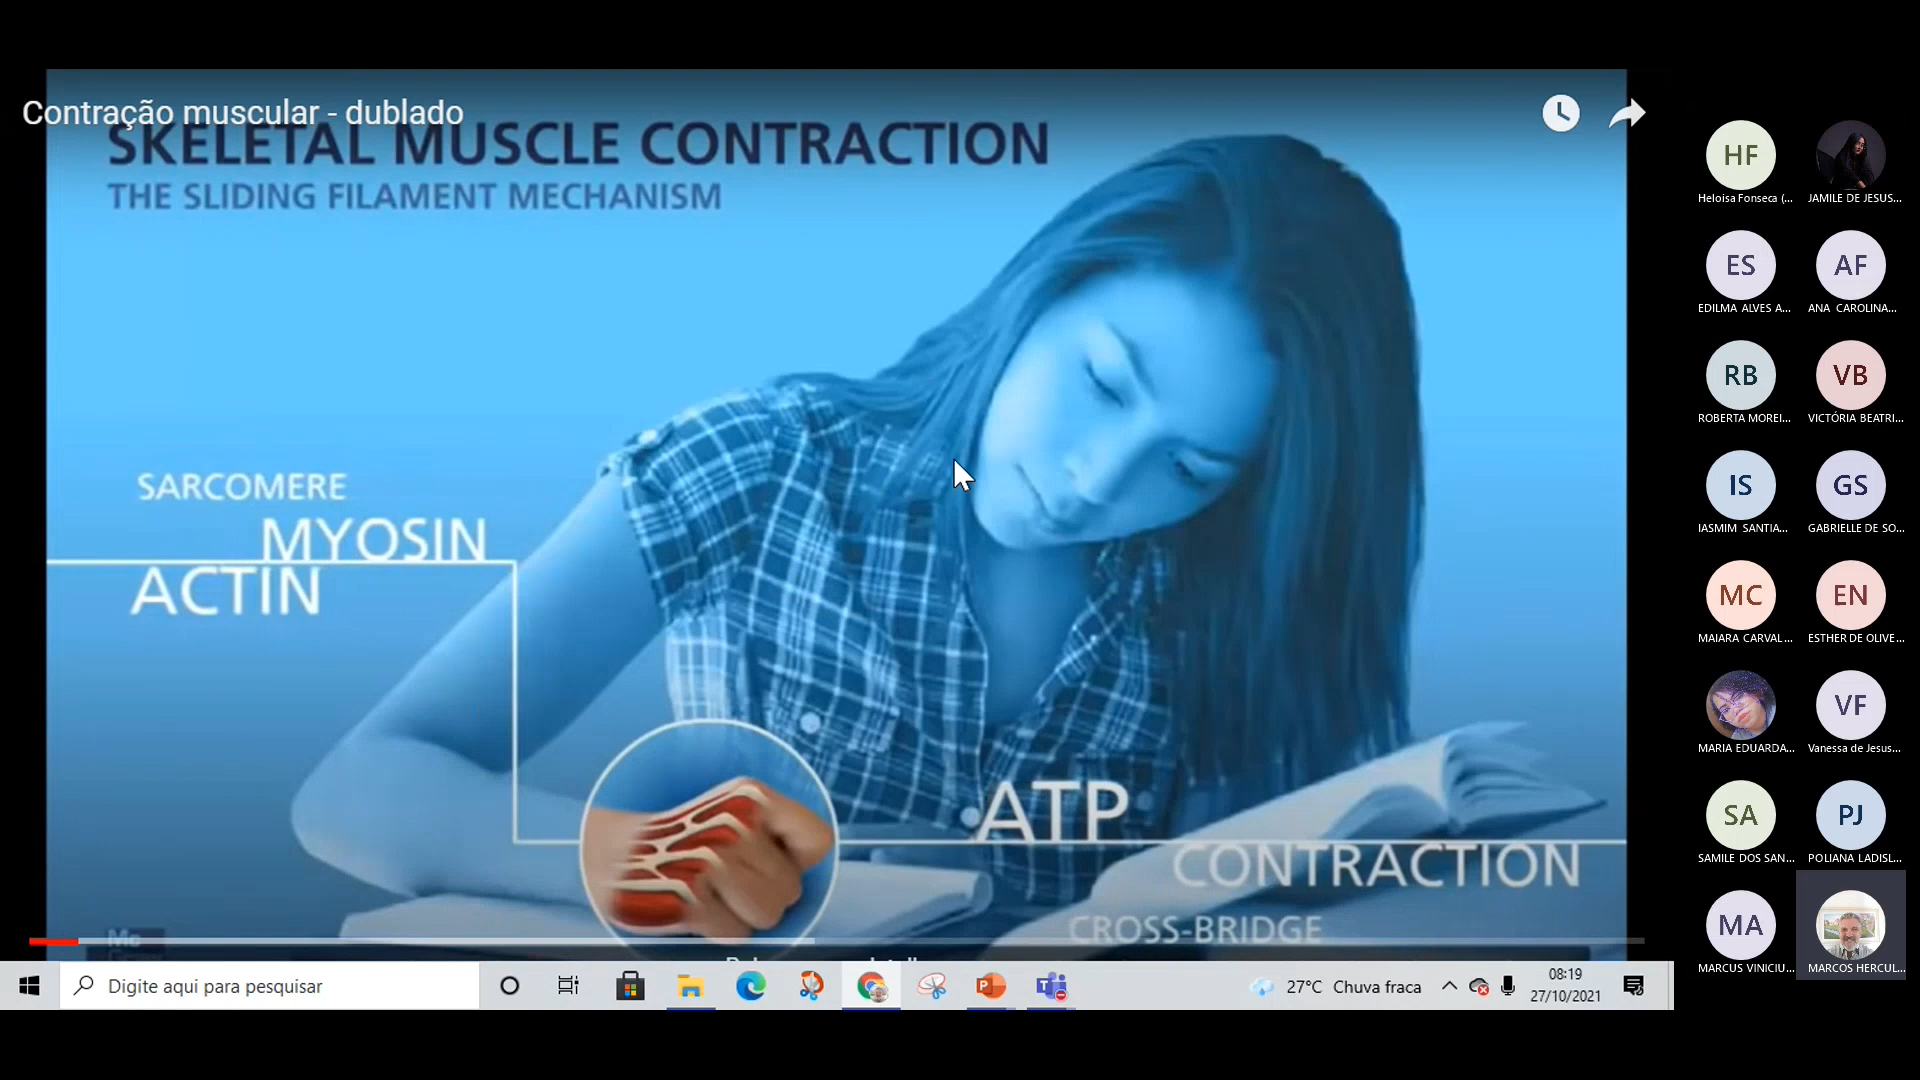 Contração muscular - dublado
SKELETAL MUSCLE CONTRACTION
THE SLIDING FILAMENT MECHANISM
SARCOMERE
MYOSIN
ACTIN
ATP
CONTRACTION
CROSS-BRIDGE
Mc
HF
Heloisa Fonseca (...
JAMILE DE JESUS...
ES
EDILMA ALVES A...
AF
ANA CAROLINA...
RB
ROBERTA MOREI...
VB
VICTÓRIA BEATRI...
IS
IASMIM SANTIA...
GS
GABRIELLE DE SO...
MC
MAIARA CARVAL...
EN
ESTHER DE OLIVE...
MARIA EDUARDA...
VF
Vanessa de Jesus...
SA
SAMILE DOS SAN...
PJ
POLIANA LADISL...
MA
MARCUS VINICIU...
MARCOS HERCUL...
Digite aqui para pesquisar
27°C Chuva fraca
08:19
27/10/2021